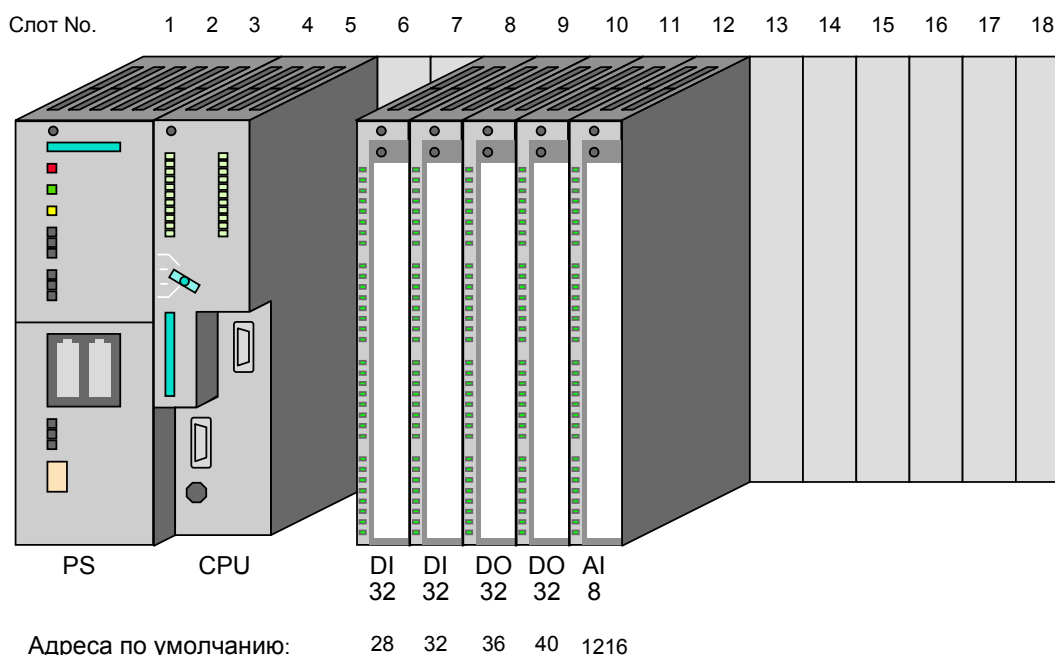 Слот No. 1 2 3 4 5 6 7 8 9 10 11 12 13 14 15 16 17 18
PS CPU DI DI DO DO AI
32 32 32 32 8
Адреса по умолчанию: 28 32 36 40 1216